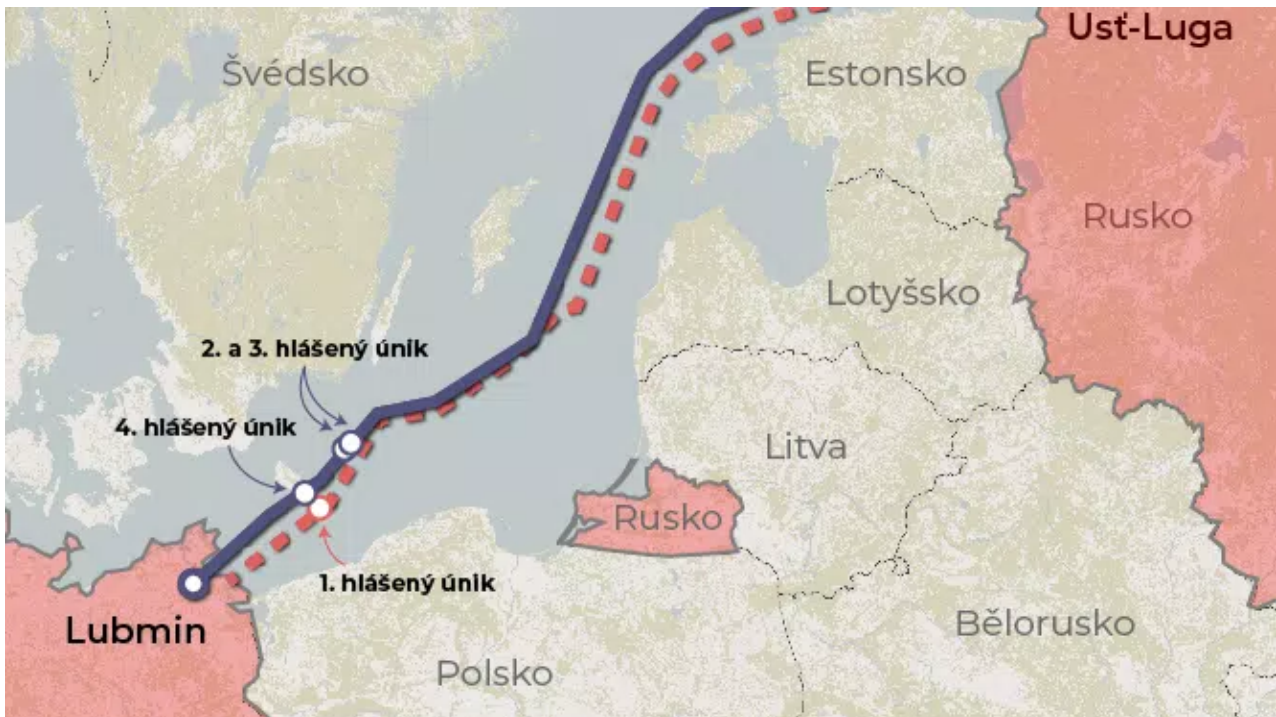 Usť-Luga
Švédsko
Estonsko
Rusko
Lotyšsko
2. a 3. hlášený únik
4. hlášený únik
Litva
Rusko
1. hlášený únik
Lubmin
Bělorusko
Polsko